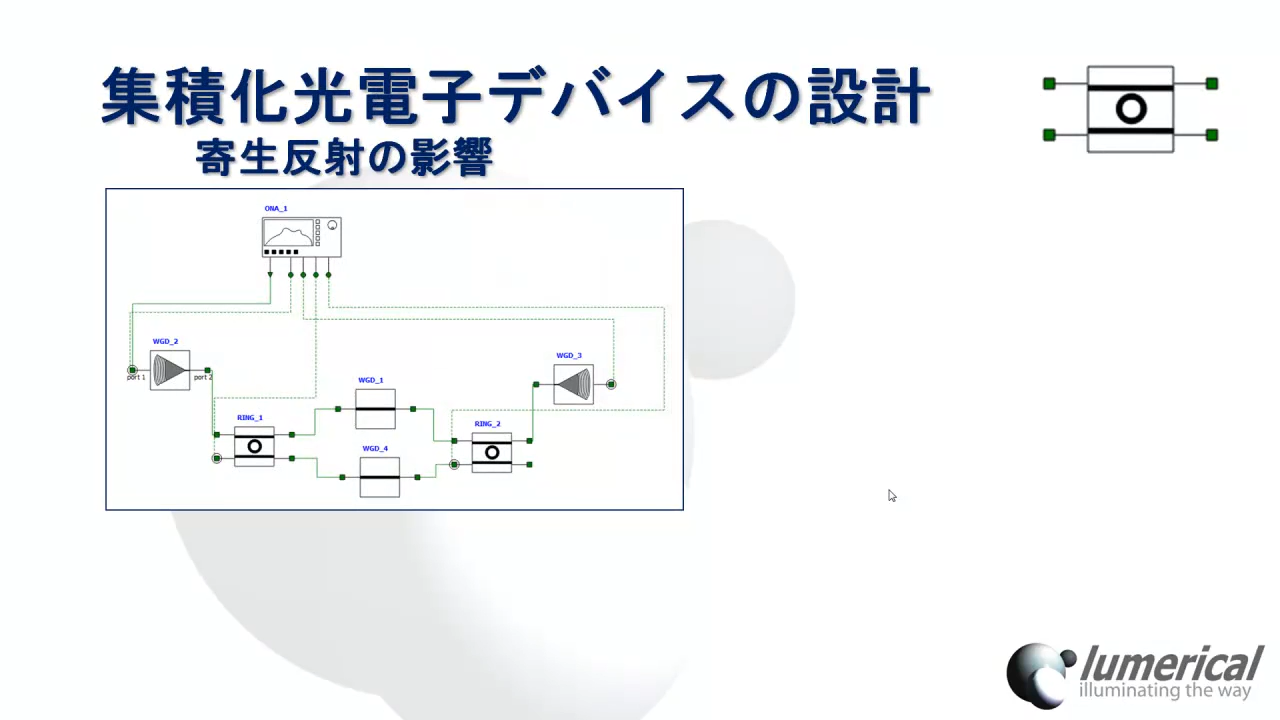 集積化光電子デバイスの設計
寄生反射の影響
ONA_1
WGD_2
port 1
port 2
WGD_3
WGD_1
RING_1
RING_2
WGD_4
lumerical
illuminating the way